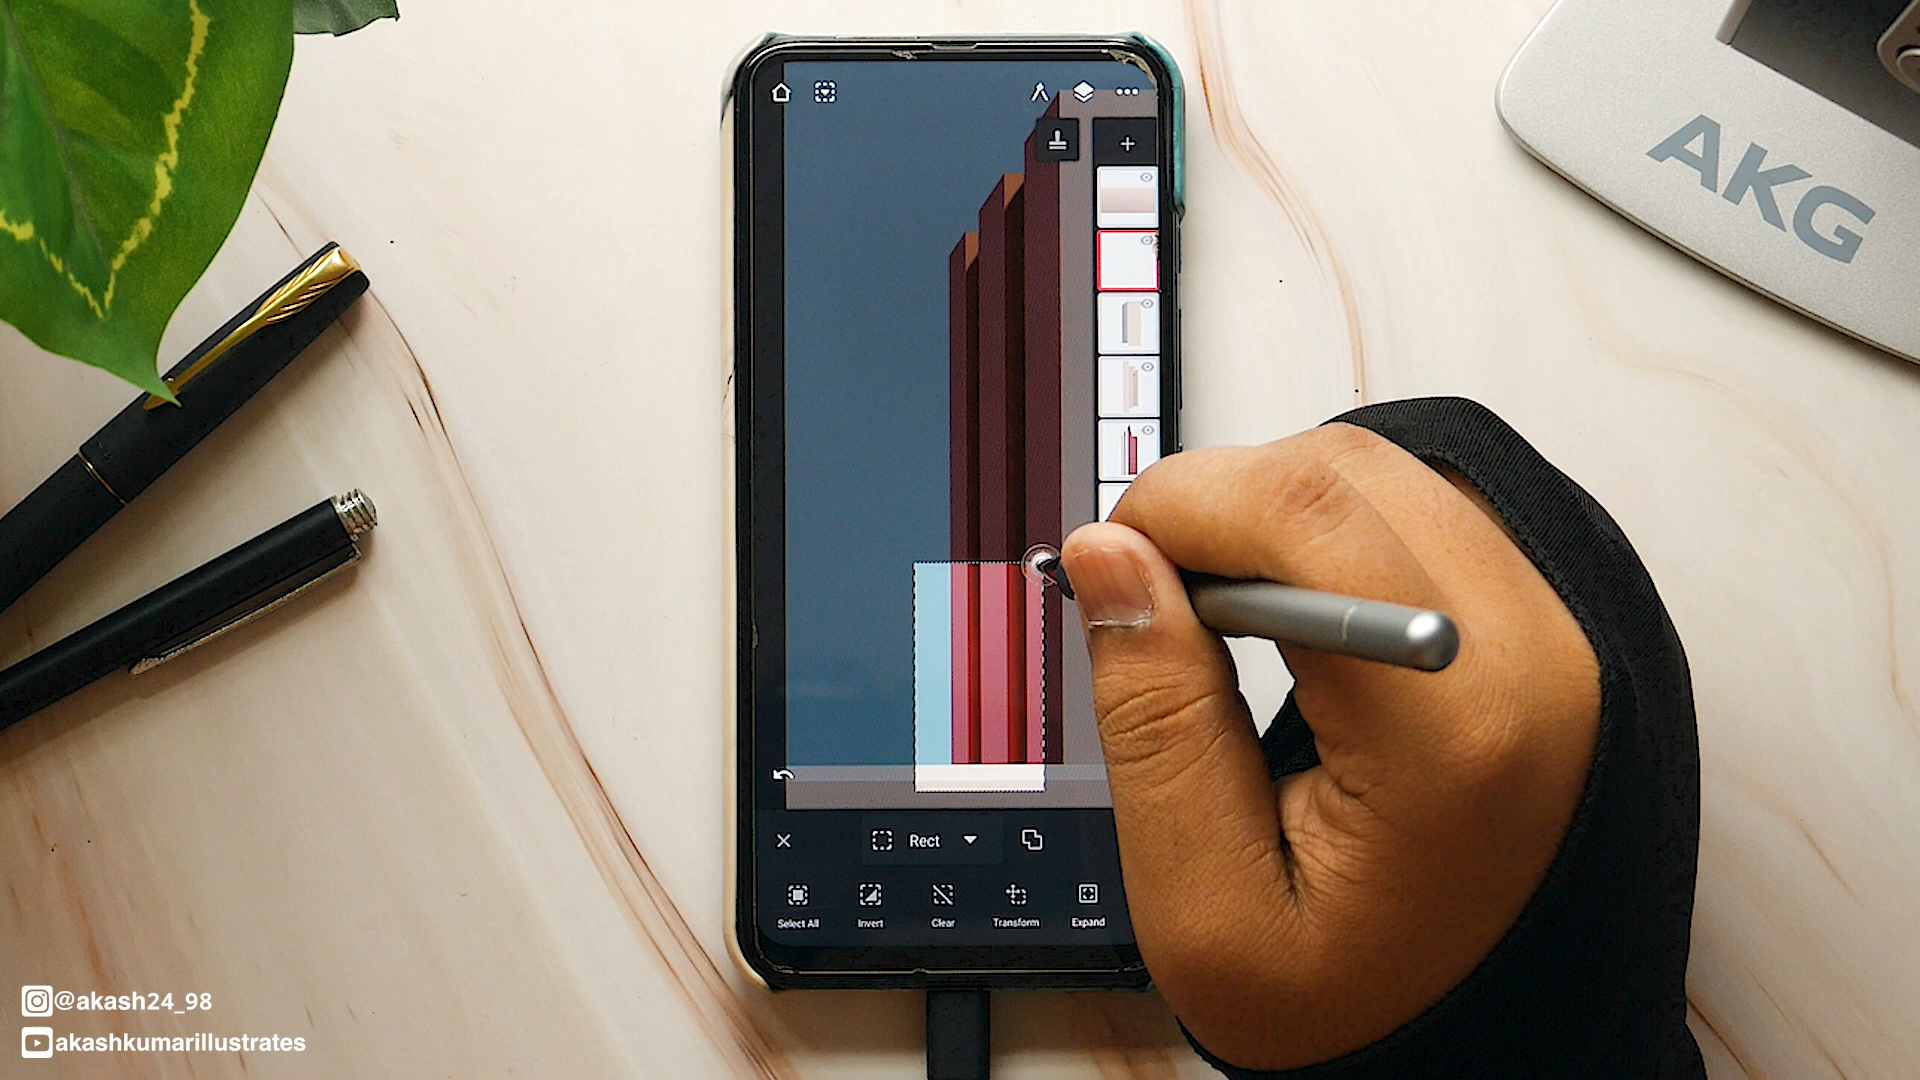 AKG
Rect
Select All
Invert
Clear
Transform
Expand
@akash24_98
akashkumarillustrates